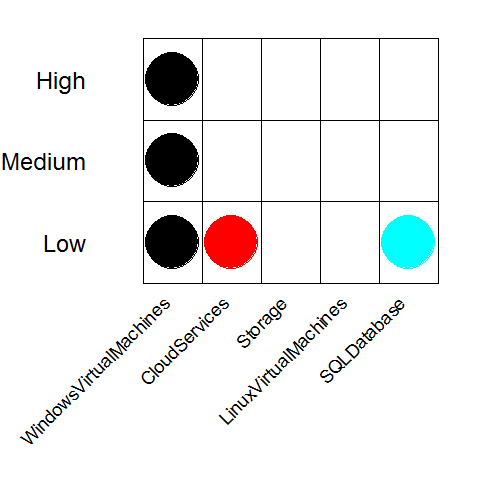 High
Medium
Low
WindowsVirtualMachines
CloudServices
Storage
LinuxVirtualMachines
SQLDatabase